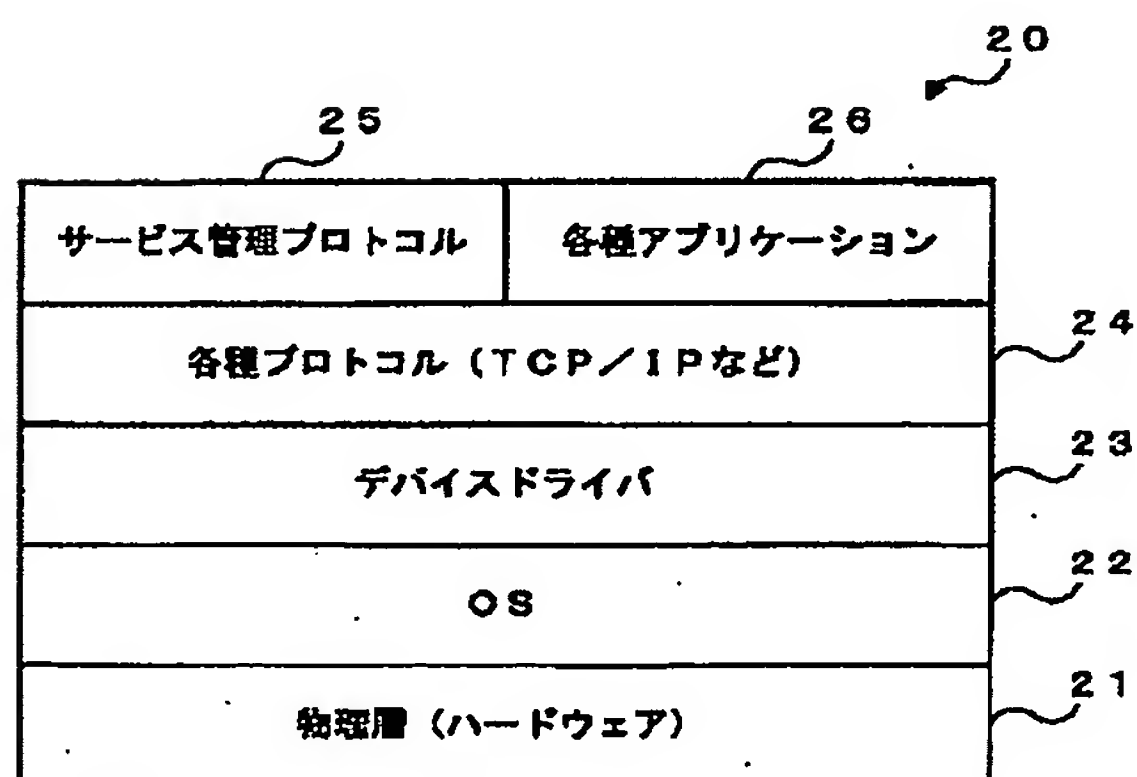 ２０
２５ ２６
サービス管理プロトコル 各種アプリケーション
２４
各種プロトコル（ＴＣＰ／ＩＰなど）
２３
デバイスドライバ
２２
ＯＳ
２１
物理層（ハードウェア）